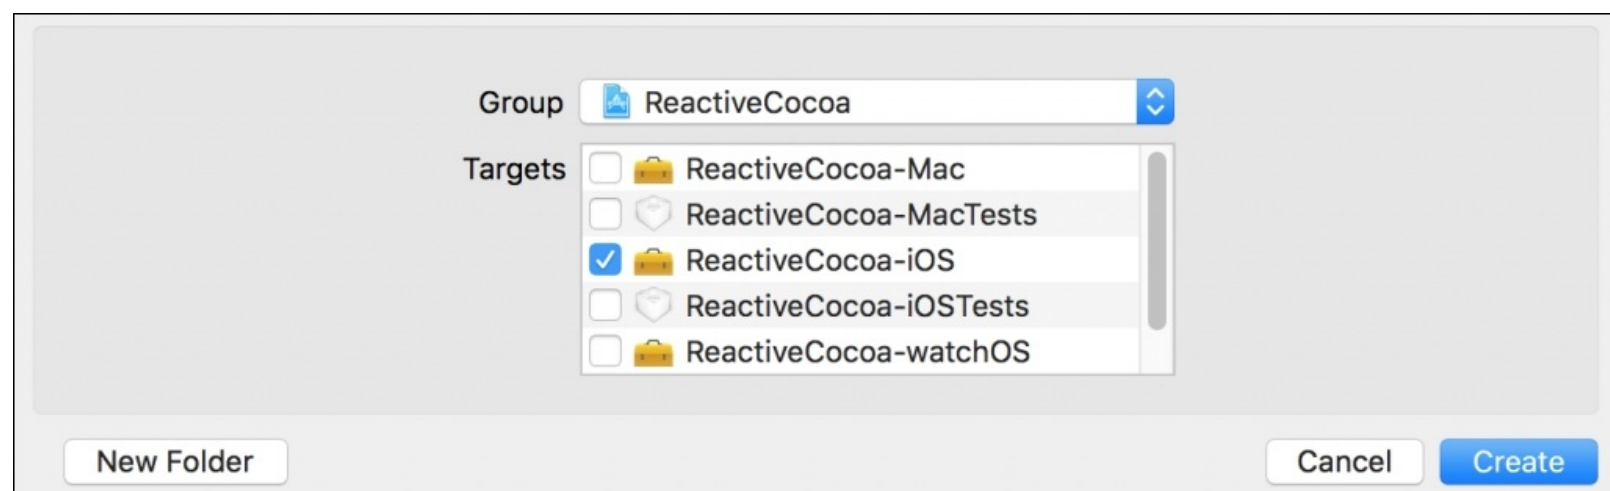 Group ReactiveCocoa
Targets ReactiveCocoa-Mac
ReactiveCocoa-MacTests
ReactiveCocoa-iOS
ReactiveCocoa-iOSTests
ReactiveCocoa-watchOS
New Folder Cancel Create